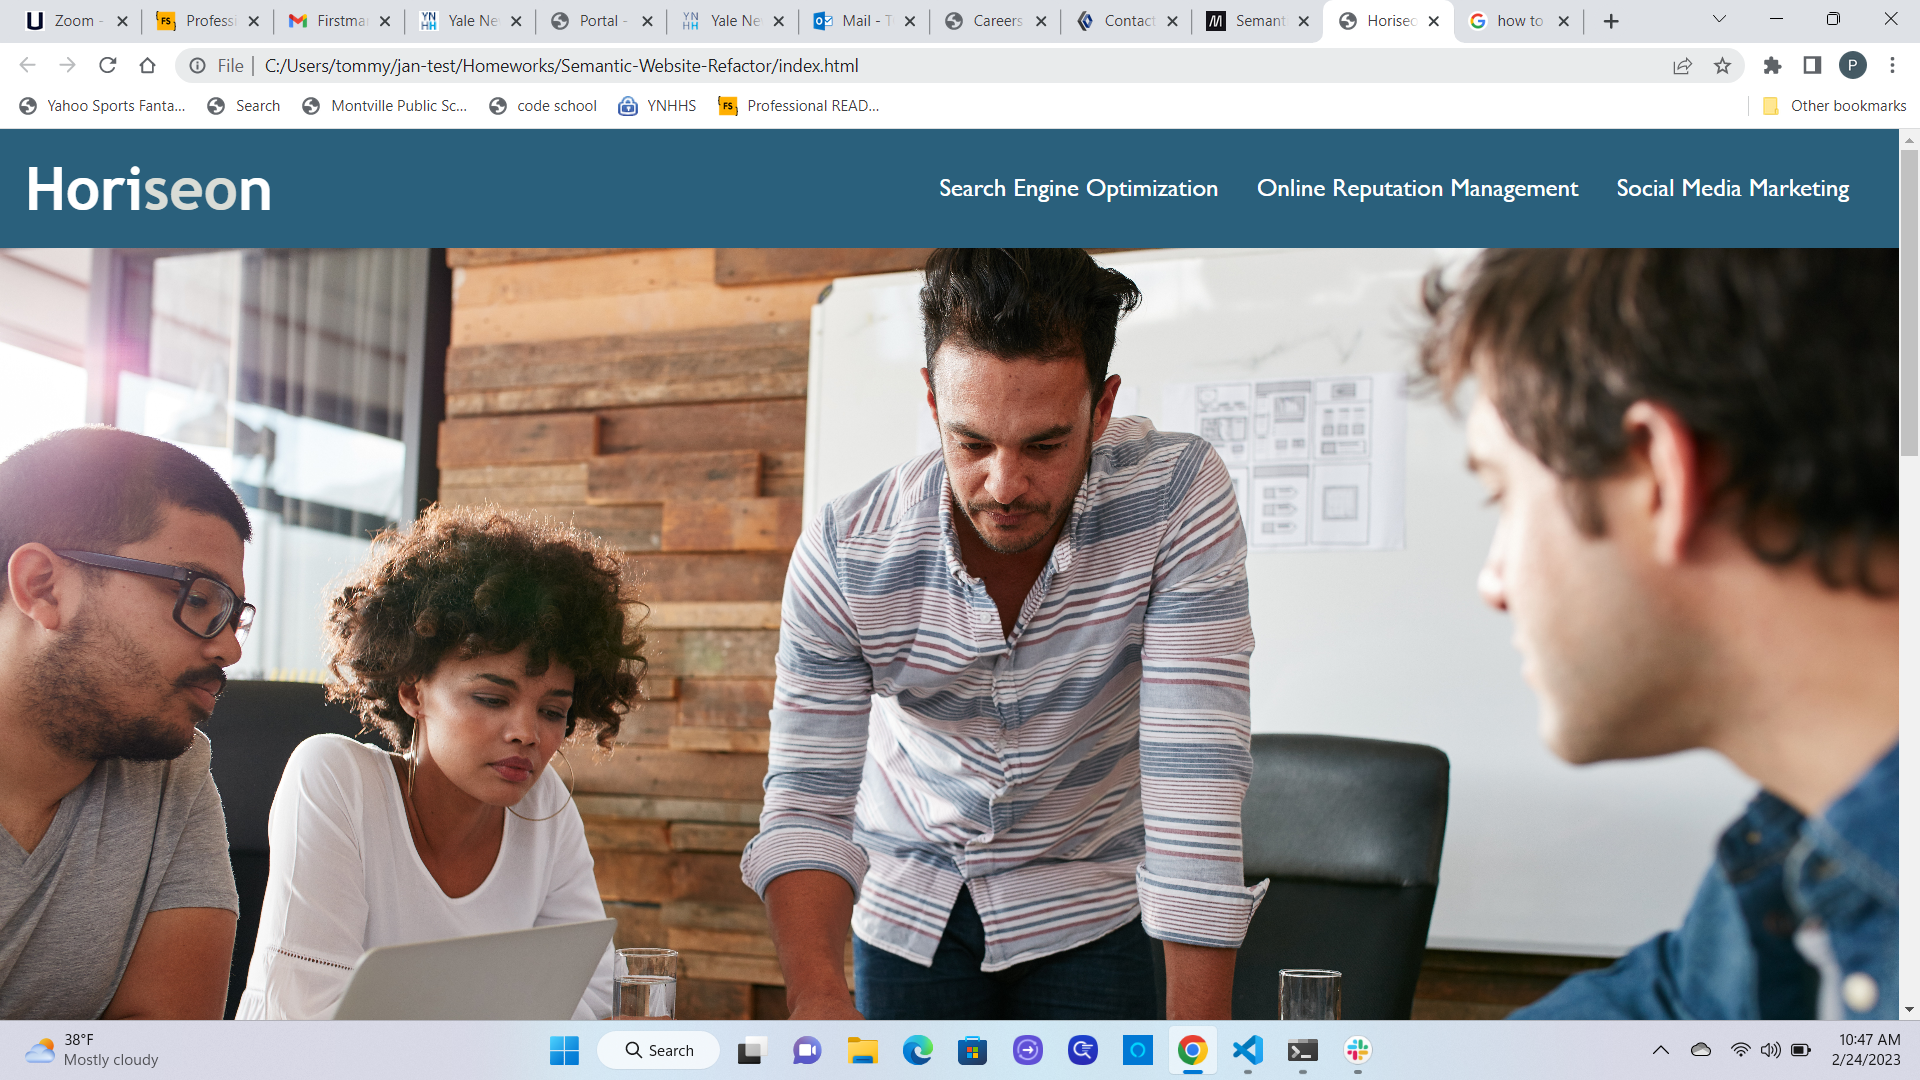 Zoom -
Professi
Firstmar
Yale Ne
Portal -
Yale Ne
Mail - T
Careers
Contact
Semant
Horiseo
how to
File
C:/Users/tommy/jan-test/Homeworks/Semantic-Website-Refactor/index.html
P
Yahoo Sports Fanta...
Search
Montville Public Sc...
code school
YNHHS
FS
Professional READ...
Other bookmarks
Horiseon
Search Engine Optimization
Online Reputation Management
Social Media Marketing
38°F
Mostly cloudy
Search
10:47 AM
2/24/2023